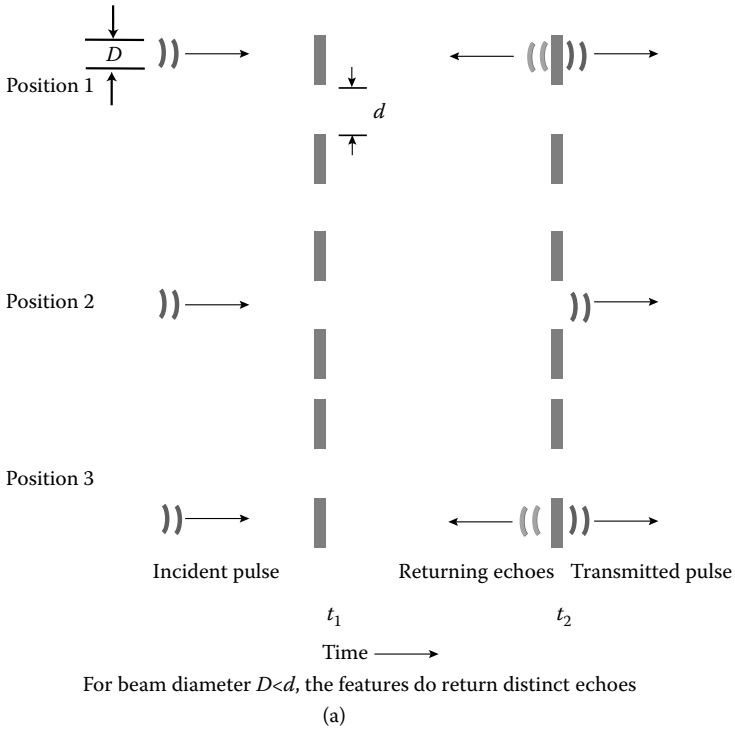 D
Position 1
d
Position 2
Position 3
Incident pulse
Returning echoes
Transmitted pulse
t1
t2
Time
For beam diameter D<d, the features do return distinct echoes
(a)